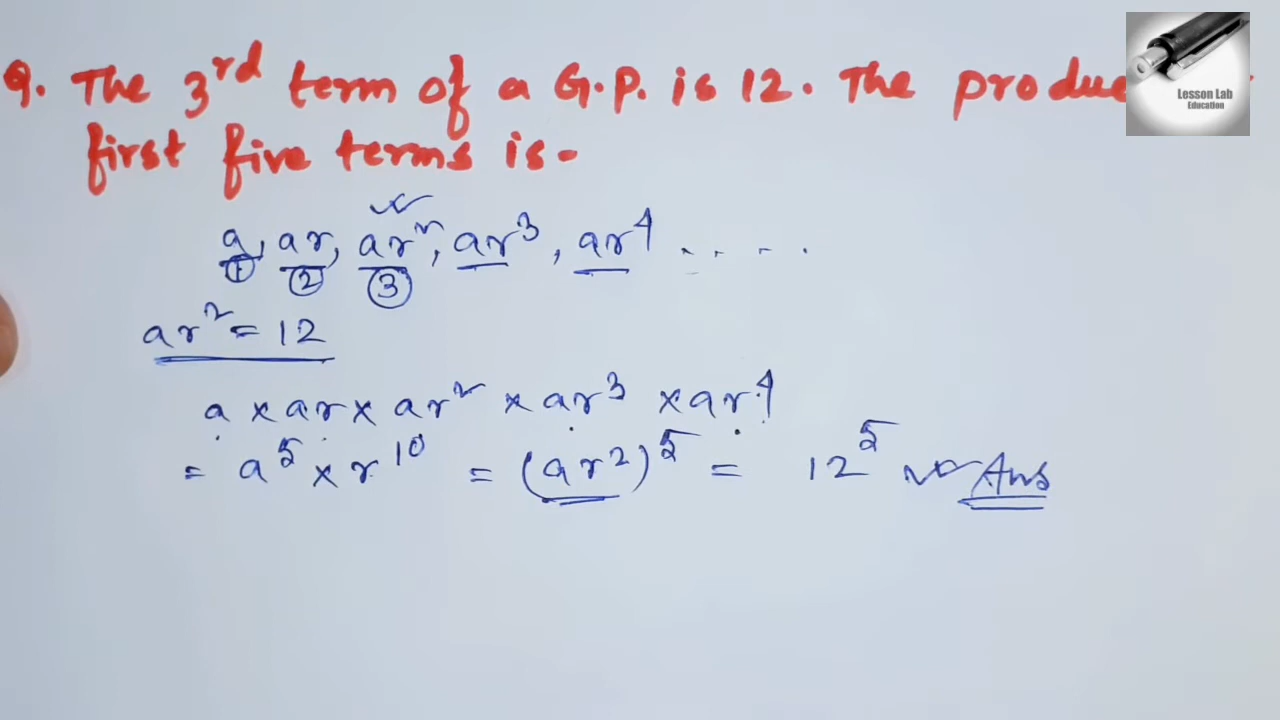 Q. The 3rd term of a G.P. is 12. The produc
Lesson Lab
Education
first five terms is-
a, ar, ar², ar³, ar⁴ .....
① ② ③
ar² = 12
a × ar × ar² × ar³ × ar⁴
= a⁵ × r¹⁰ = (ar²)⁵ = 12⁵ Ans